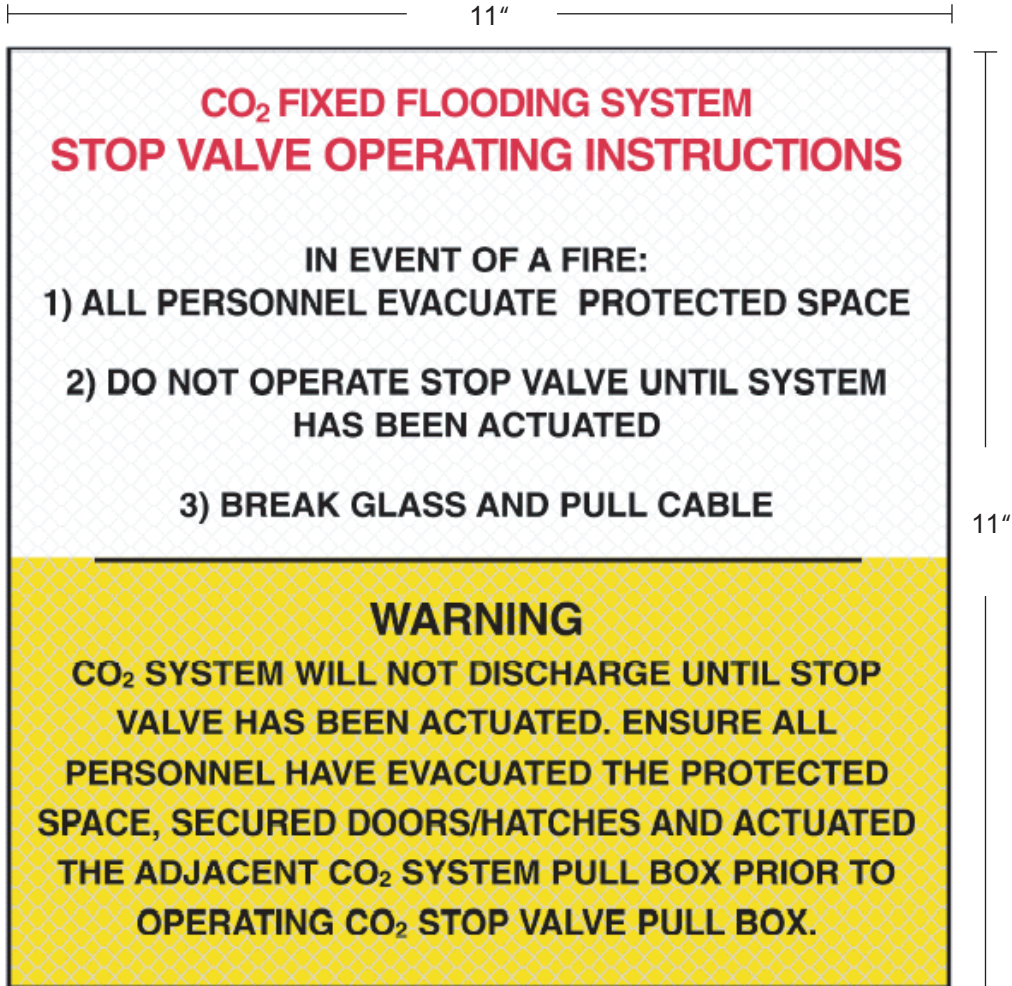 11“
CO₂ FIXED FLOODING SYSTEM
STOP VALVE OPERATING INSTRUCTIONS
IN EVENT OF A FIRE:
1) ALL PERSONNEL EVACUATE PROTECTED SPACE
2) DO NOT OPERATE STOP VALVE UNTIL SYSTEM
HAS BEEN ACTUATED
3) BREAK GLASS AND PULL CABLE
11“
WARNING
CO₂ SYSTEM WILL NOT DISCHARGE UNTIL STOP
VALVE HAS BEEN ACTUATED. ENSURE ALL
PERSONNEL HAVE EVACUATED THE PROTECTED
SPACE, SECURED DOORS/HATCHES AND ACTUATED
THE ADJACENT CO₂ SYSTEM PULL BOX PRIOR TO
OPERATING CO₂ STOP VALVE PULL BOX.